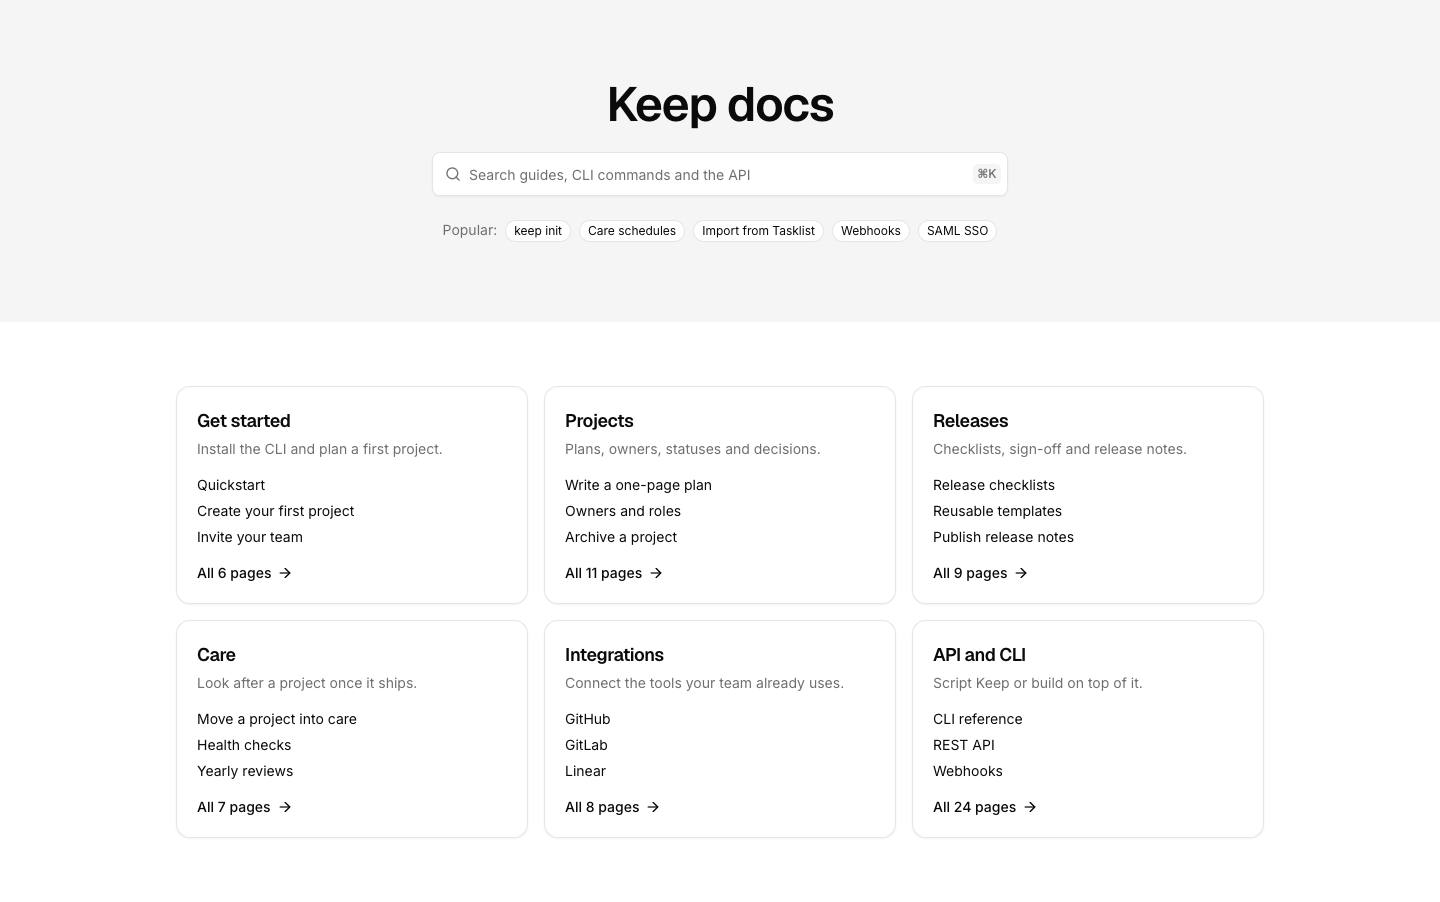 Keep docs
Search guides, CLI commands and the API
⌘K
Popular: keep init Care schedules Import from Tasklist Webhooks SAML SSO
Get started
Install the CLI and plan a first project.
Quickstart
Create your first project
Invite your team
All 6 pages
Projects
Plans, owners, statuses and decisions.
Write a one-page plan
Owners and roles
Archive a project
All 11 pages
Releases
Checklists, sign-off and release notes.
Release checklists
Reusable templates
Publish release notes
All 9 pages
Care
Look after a project once it ships.
Move a project into care
Health checks
Yearly reviews
All 7 pages
Integrations
Connect the tools your team already uses.
GitHub
GitLab
Linear
All 8 pages
API and CLI
Script Keep or build on top of it.
CLI reference
REST API
Webhooks
All 24 pages